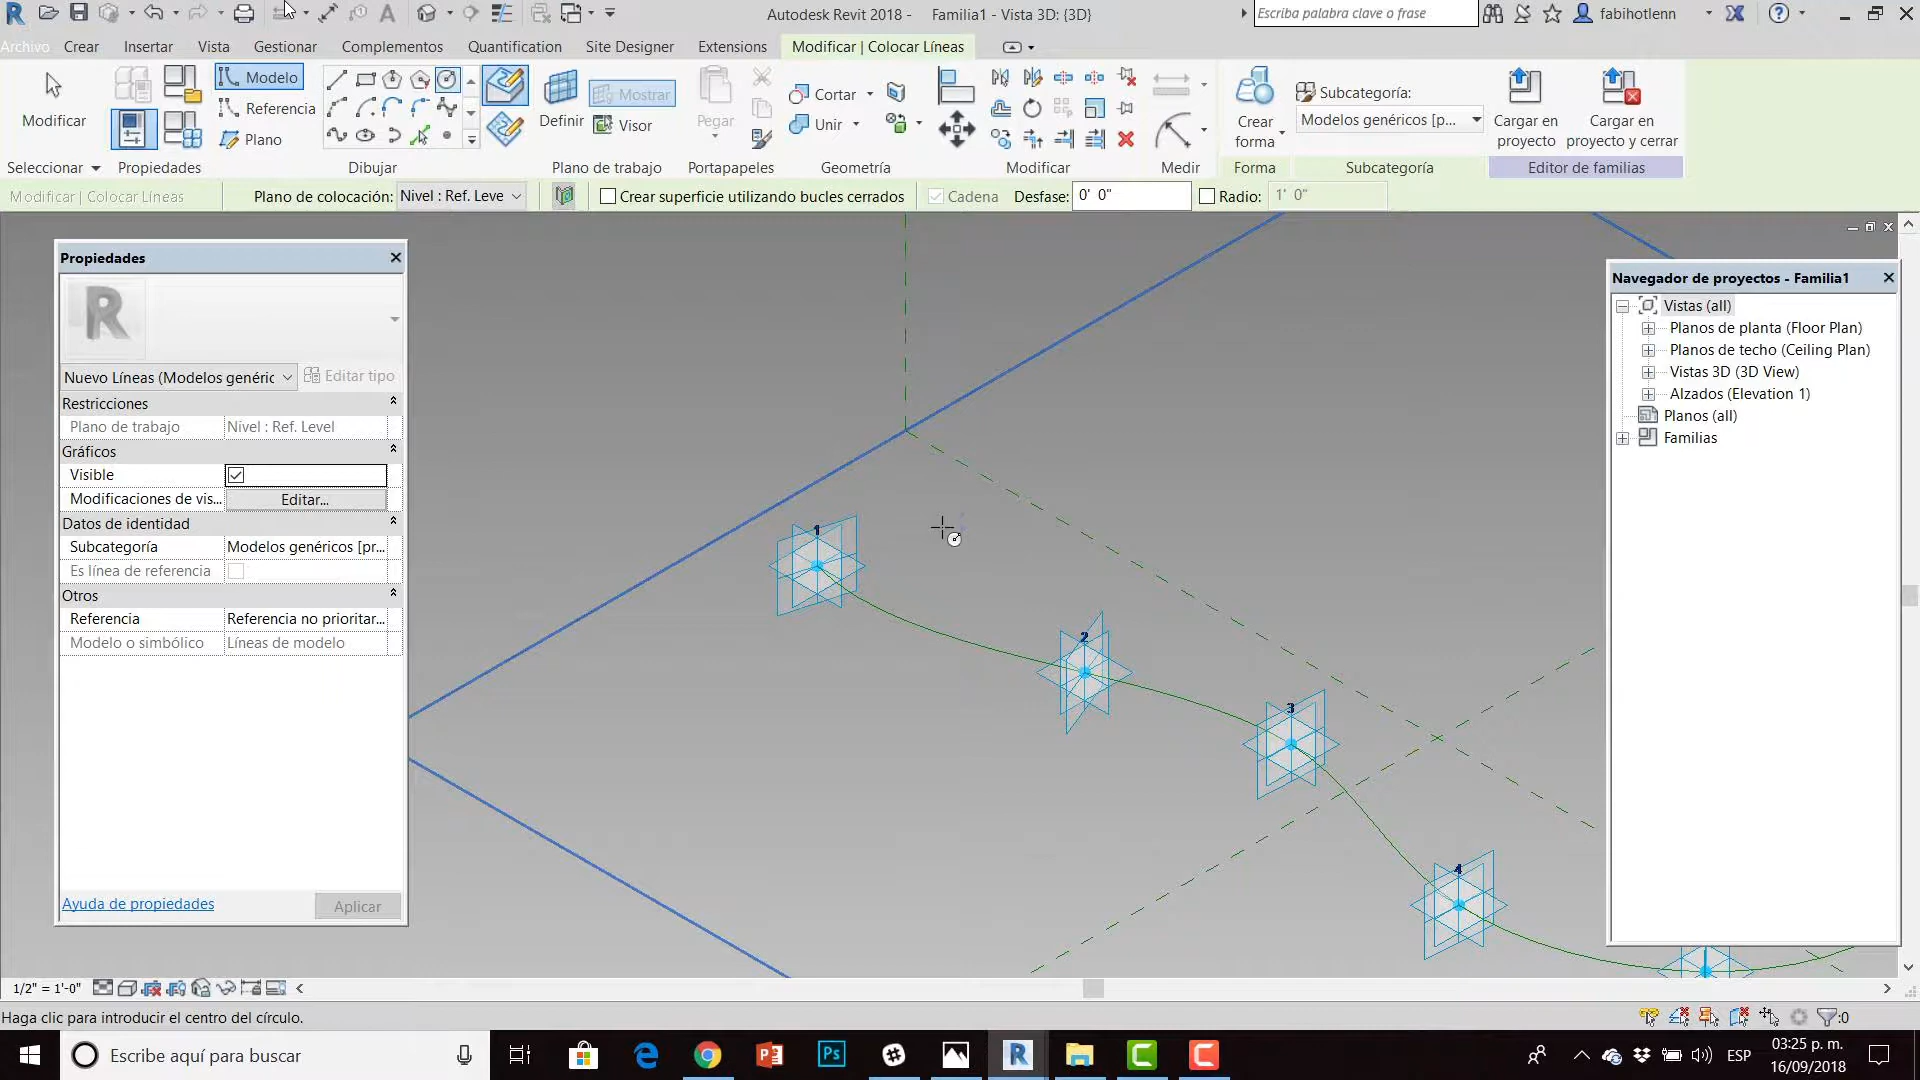 Autodesk Revit 2018 - Familia1 - Vista 3D: {3D}
Escriba palabra clave o frase
fabihotlenn
Archivo Crear Insertar Vista Gestionar Complementos Quantification Site Designer Extensions Modificar | Colocar Líneas
Modificar
Modelo
Referencia
Plano
Definir
Mostrar
Visor
Pegar
Cortar
Unir
Crear
forma
Subcategoría:
Modelos genéricos [p...
Cargar en
proyecto
Cargar en
proyecto y cerrar
Seleccionar Propiedades Dibujar Plano de trabajo Portapapeles Geometría Modificar Medir Forma Subcategoría Editor de familias
Modificar | Colocar Líneas Plano de colocación: Nivel : Ref. Leve Crear superficie utilizando bucles cerrados Cadena Desfase: 0' 0" Radio: 1' 0"
Propiedades
R
Nuevo Líneas (Modelos genéric Editar tipo
Restricciones
Plano de trabajo Nivel : Ref. Level
Gráficos
Visible
Modificaciones de vis... Editar...
Datos de identidad
Subcategoría Modelos genéricos [pr...
Es línea de referencia
Otros
Referencia Referencia no prioritar...
Modelo o simbólico Líneas de modelo
Ayuda de propiedades Aplicar
1
2
3
4
Navegador de proyectos - Familia1
Vistas (all)
Planos de planta (Floor Plan)
Planos de techo (Ceiling Plan)
Vistas 3D (3D View)
Alzados (Elevation 1)
Planos (all)
Familias
1/2" = 1'-0"
Haga clic para introducir el centro del círculo.
:0
Escribe aquí para buscar
ESP
03:25 p. m.
16/09/2018